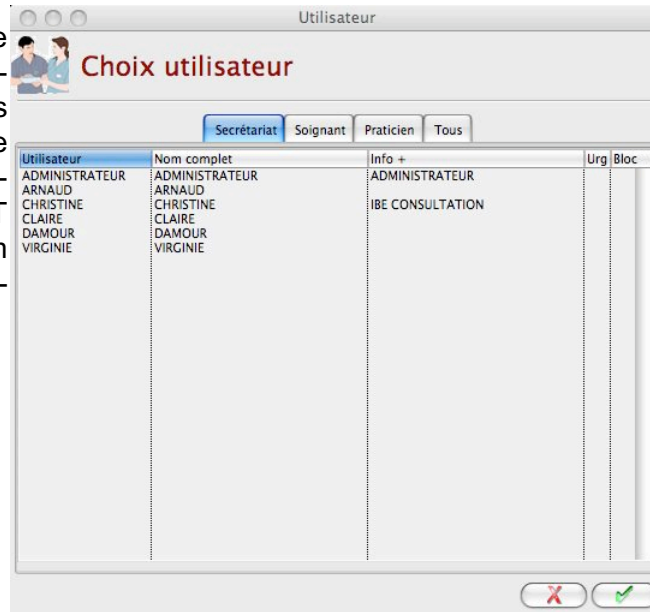 Utilisateur
Choix utilisateur
Secrétariat Soignant Praticien Tous
Utilisateur Nom complet Info + Urg Bloc
ADMINISTRATEUR ADMINISTRATEUR ADMINISTRATEUR
ARNAUD ARNAUD
CHRISTINE CHRISTINE IBE CONSULTATION
CLAIRE CLAIRE
DAMOUR DAMOUR
VIRGINIE VIRGINIE